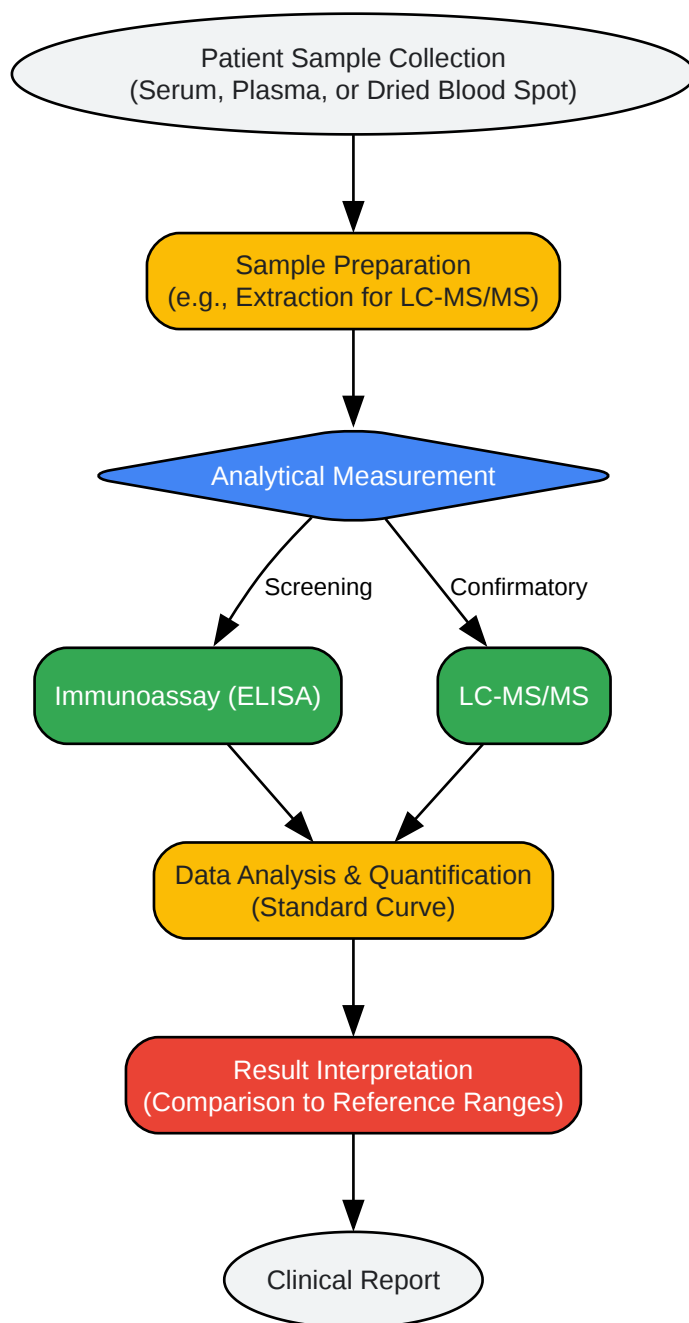 Patient Sample Collection
(Serum, Plasma, or Dried Blood Spot)
Sample Preparation
(e.g., Extraction for LC-MS/MS)
Analytical Measurement
Screening
Confirmatory
Immunoassay (ELISA)
LC-MS/MS
Data Analysis & Quantification
(Standard Curve)
Result Interpretation
(Comparison to Reference Ranges)
Clinical Report